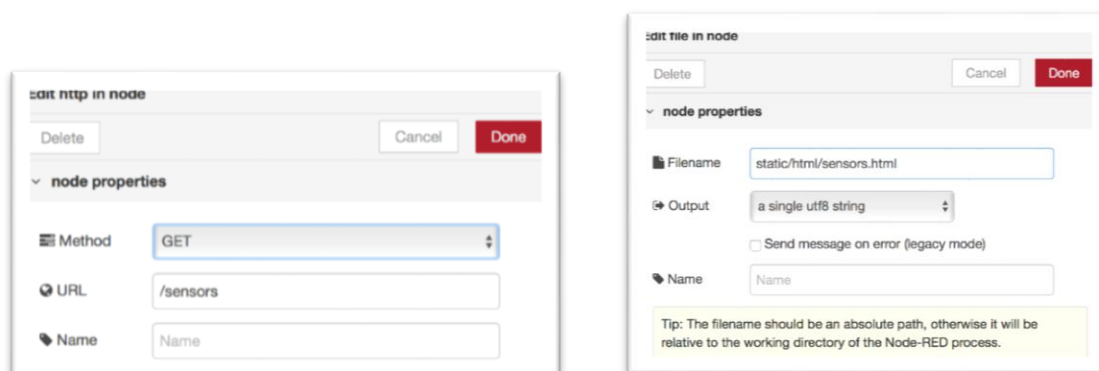 Edit http in node
Delete Cancel Done
node properties
Method GET
URL /sensors
Name Name
Edit file in node
Delete Cancel Done
node properties
Filename static/html/sensors.html
Output a single utf8 string
Send message on error (legacy mode)
Name Name
Tip: The filename should be an absolute path, otherwise it will be
relative to the working directory of the Node-RED process.